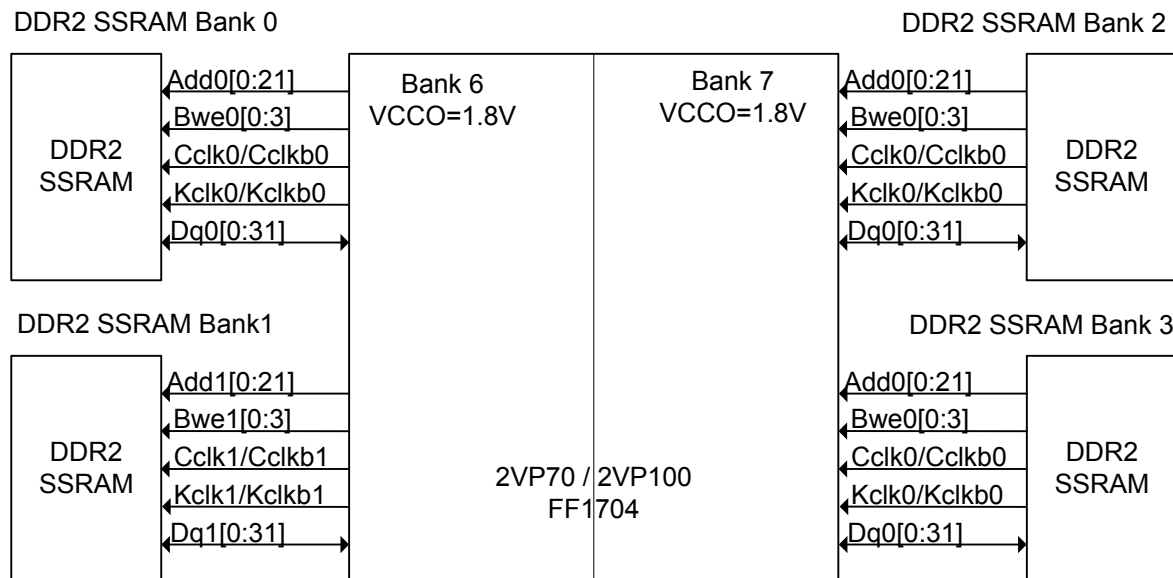 DDR2 SSRAM Bank 0
DDR2 SSRAM Bank 2
DDR2
SSRAM
Add0[0:21]
Bwe0[0:3]
Cclk0/Cclkb0
Kclk0/Kclkb0
Dq0[0:31]
Bank 6
VCCO=1.8V
Bank 7
VCCO=1.8V
Add0[0:21]
Bwe0[0:3]
Cclk0/Cclkb0
Kclk0/Kclkb0
Dq0[0:31]
DDR2
SSRAM
DDR2 SSRAM Bank1
DDR2 SSRAM Bank 3
DDR2
SSRAM
Add1[0:21]
Bwe1[0:3]
Cclk1/Cclkb1
Kclk1/Kclkb1
Dq1[0:31]
2VP70 / 2VP100
FF1704
Add0[0:21]
Bwe0[0:3]
Cclk0/Cclkb0
Kclk0/Kclkb0
Dq0[0:31]
DDR2
SSRAM